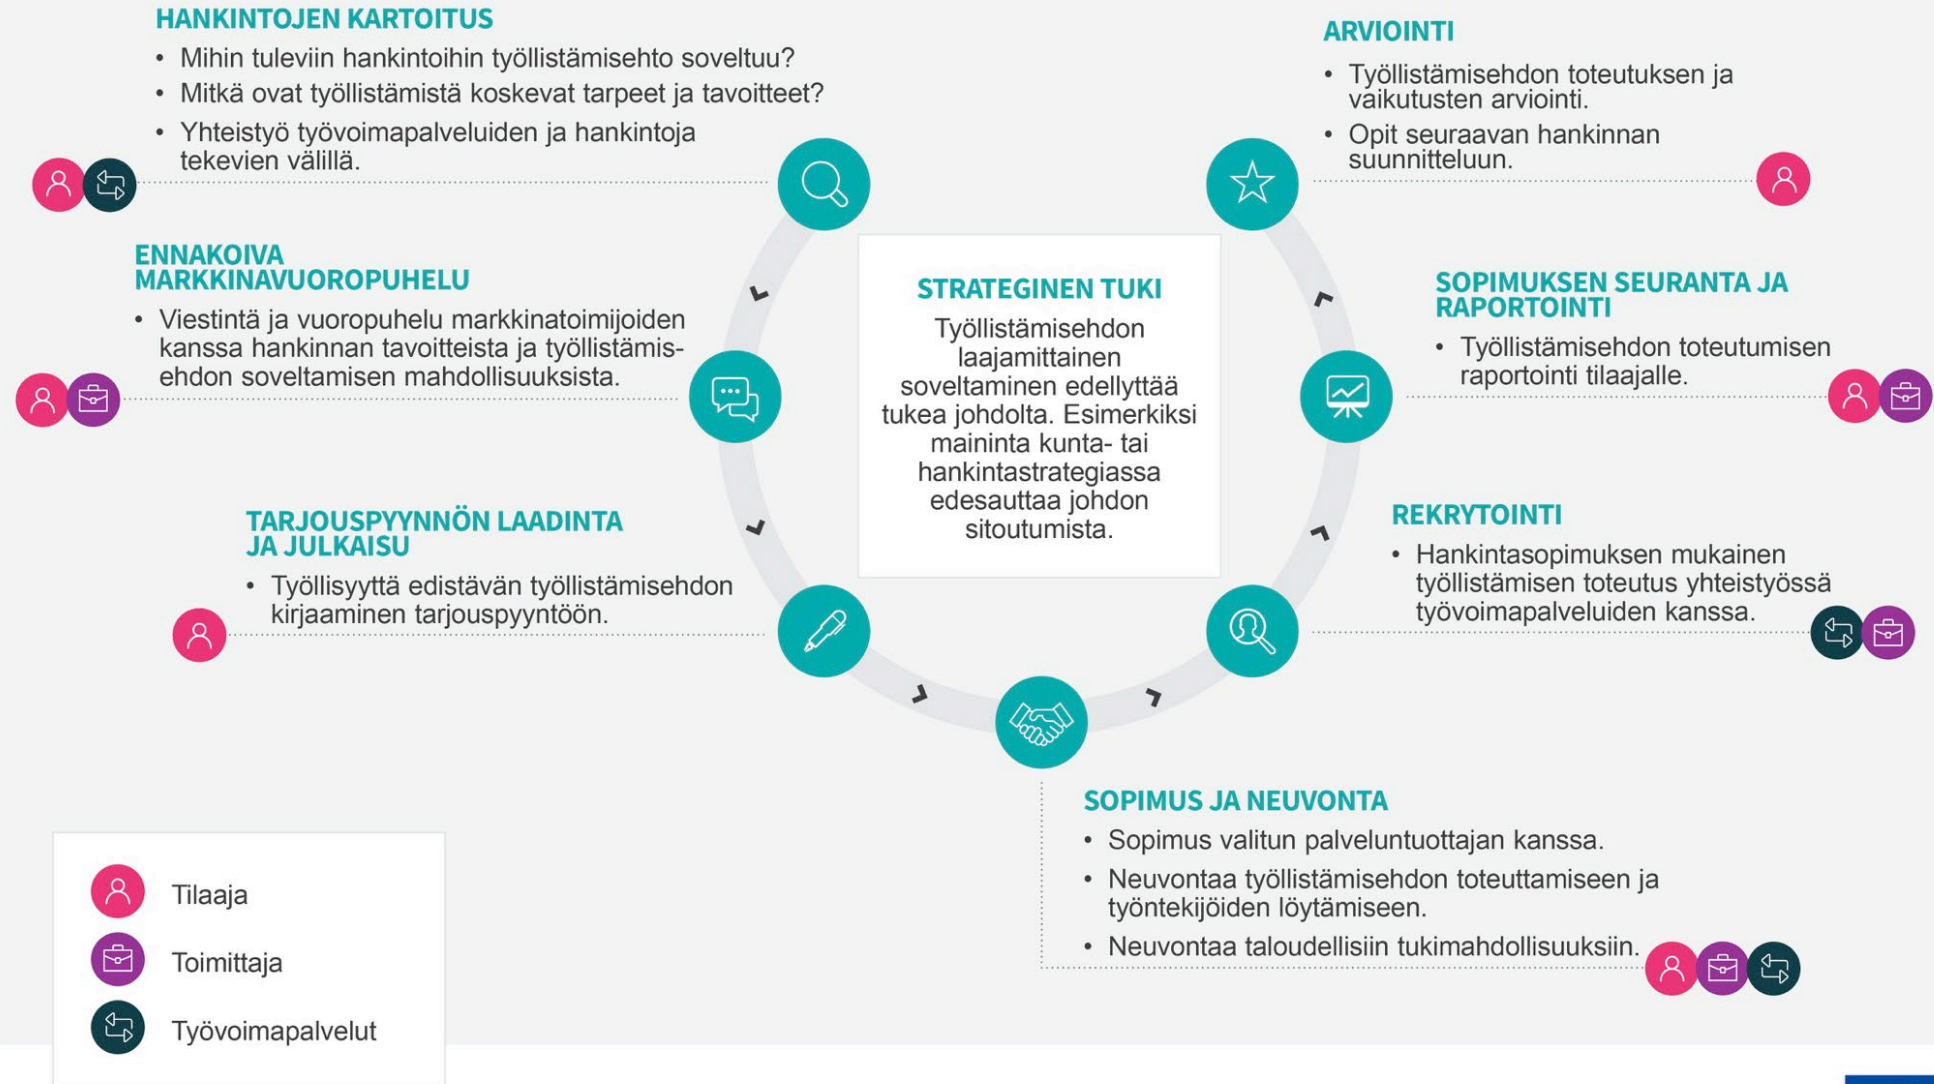 HANKINTOJEN KARTOITUS
• Mihin tuleviin hankintoihin työllistämisehto soveltuu?
• Mitkä ovat työllistämistä koskevat tarpeet ja tavoitteet?
• Yhteistyö työvoimapalveluiden ja hankintoja
tekevien välillä.
ENNAKOIVA
MARKKINAVUOROPUHELU
• Viestintä ja vuoropuhelu markkinatoimijoiden
kanssa hankinnan tavoitteista ja työllistämis-
ehdon soveltamisen mahdollisuuksista.
TARJOUSPYYNNÖN LAADINTA
JA JULKAISU
• Työllisyyttä edistävän työllistämisehdon
kirjaaminen tarjouspyyntöön.
SOPIMUS JA NEUVONTA
• Sopimus valitun palveluntuottajan kanssa.
• Neuvontaa työllistämisehdon toteuttamiseen ja
työntekijöiden löytämiseen.
• Neuvontaa taloudellisiin tukimahdollisuuksiin.
REKRYTOINTI
• Hankintasopimuksen mukainen
työllistämisen toteutus yhteistyössä
työvoimapalveluiden kanssa.
SOPIMUKSEN SEURANTA JA
RAPORTOINTI
• Työllistämisehdon toteutumisen
raportointi tilaajalle.
ARVIOINTI
• Työllistämisehdon toteutuksen ja
vaikutusten arviointi.
• Opit seuraavan hankinnan
suunnitteluun.
STRATEGINEN TUKI
Työllistämisehdon
laajamittainen
soveltaminen edellyttää
tukea johdolta. Esimerkiksi
maininta kunta- tai
hankintastrategiassa
edesauttaa johdon
sitoutumista.
Tilaaja
Toimittaja
Työvoimapalvelut